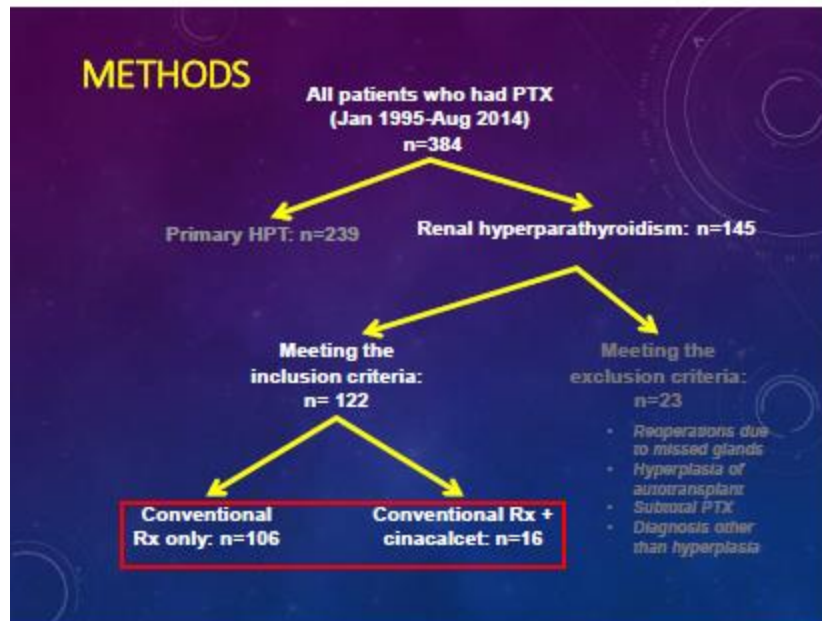 METHODS
All patients who had PTX
(Jan 1995-Aug 2014)
n=384
Primary HPT: n=239
Renal hyperparathyroidism: n=145
Meeting the
inclusion criteria:
n= 122
Meeting the
exclusion criteria:
n=23
• Reoperations due
to missed glands
• Hyperplasia of
autotransplant
• Subtotal PTX
• Diagnosis other
than hyperplasia
Conventional
Rx only: n=106
Conventional Rx +
cinacalcet: n=16